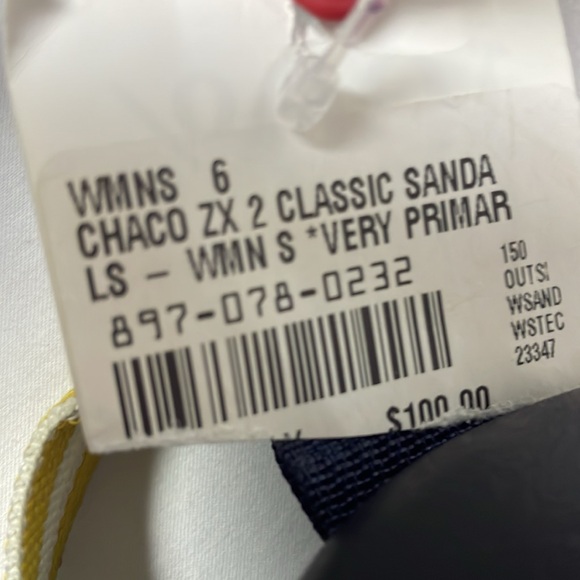 WMNS 6
CHACO ZX 2 CLASSIC SANDA
LS - WMN S *VERY PRIMAR
897-078-0232
150
OUTSI
WSAND
WSTEC
23347
$100.00